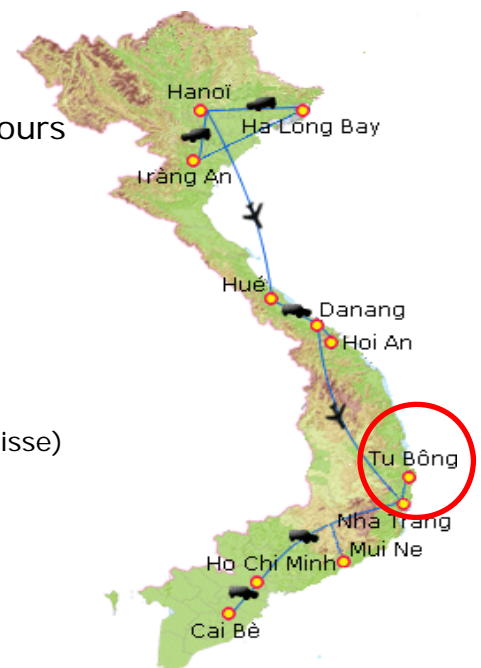 Hanoï
ours
Ha Long Bay
Tràng An
Hué
Danang
Hoi An
isse)
Tu Bông
Nha Trang
Mui Ne
Ho Chi Minh
Cai Bè